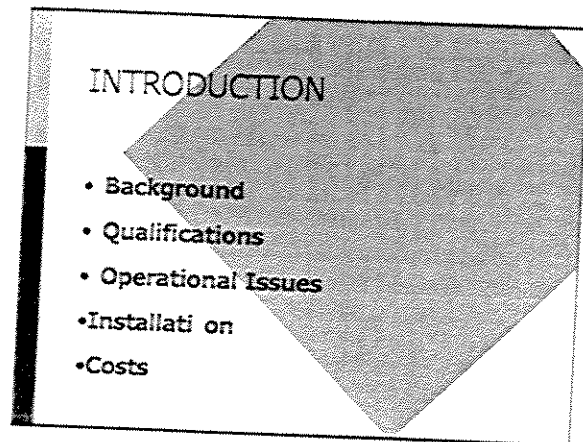 INTRODUCTION
• Background
• Qualifications
• Operational Issues
•Installati on
•Costs